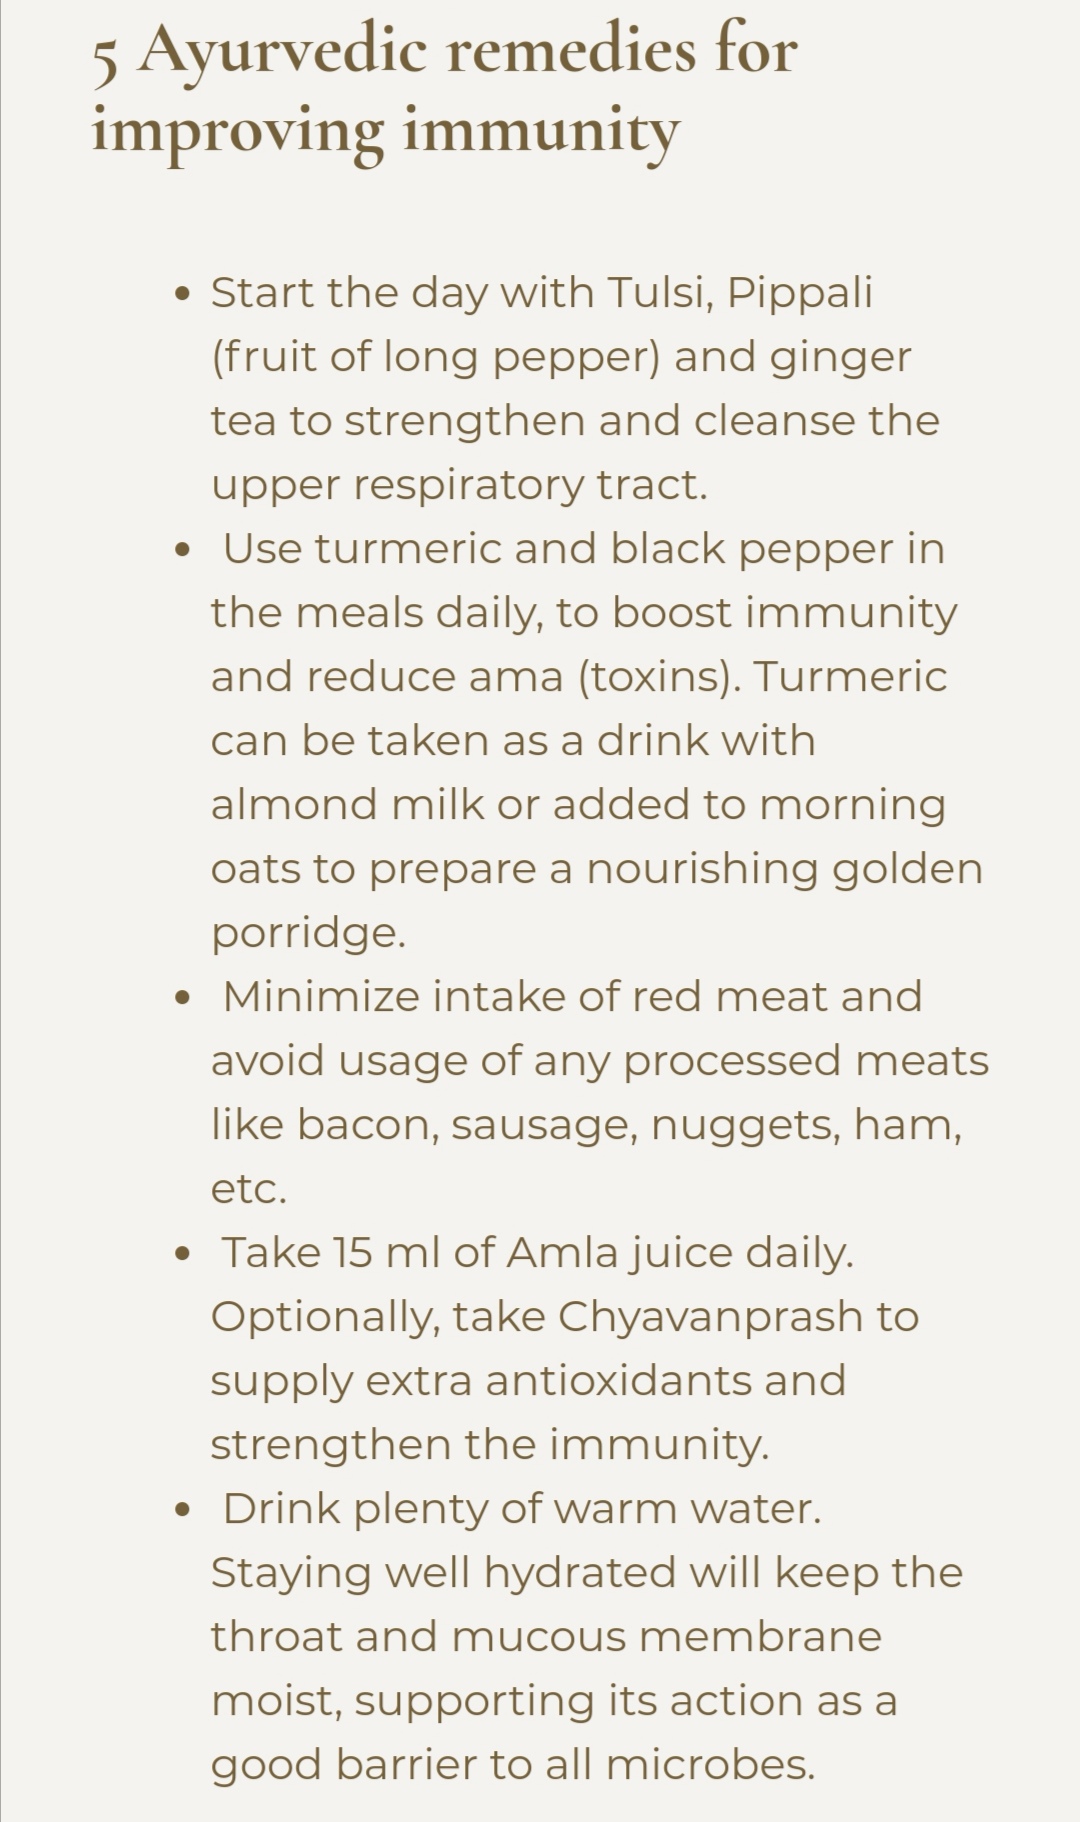 5 Ayurvedic remedies for
improving immunity
• Start the day with Tulsi, Pippali
(fruit of long pepper) and ginger
tea to strengthen and cleanse the
upper respiratory tract.
• Use turmeric and black pepper in
the meals daily, to boost immunity
and reduce ama (toxins). Turmeric
can be taken as a drink with
almond milk or added to morning
oats to prepare a nourishing golden
porridge.
• Minimize intake of red meat and
avoid usage of any processed meats
like bacon, sausage, nuggets, ham,
etc.
• Take 15 ml of Amla juice daily.
Optionally, take Chyavanprash to
supply extra antioxidants and
strengthen the immunity.
• Drink plenty of warm water.
Staying well hydrated will keep the
throat and mucous membrane
moist, supporting its action as a
good barrier to all microbes.